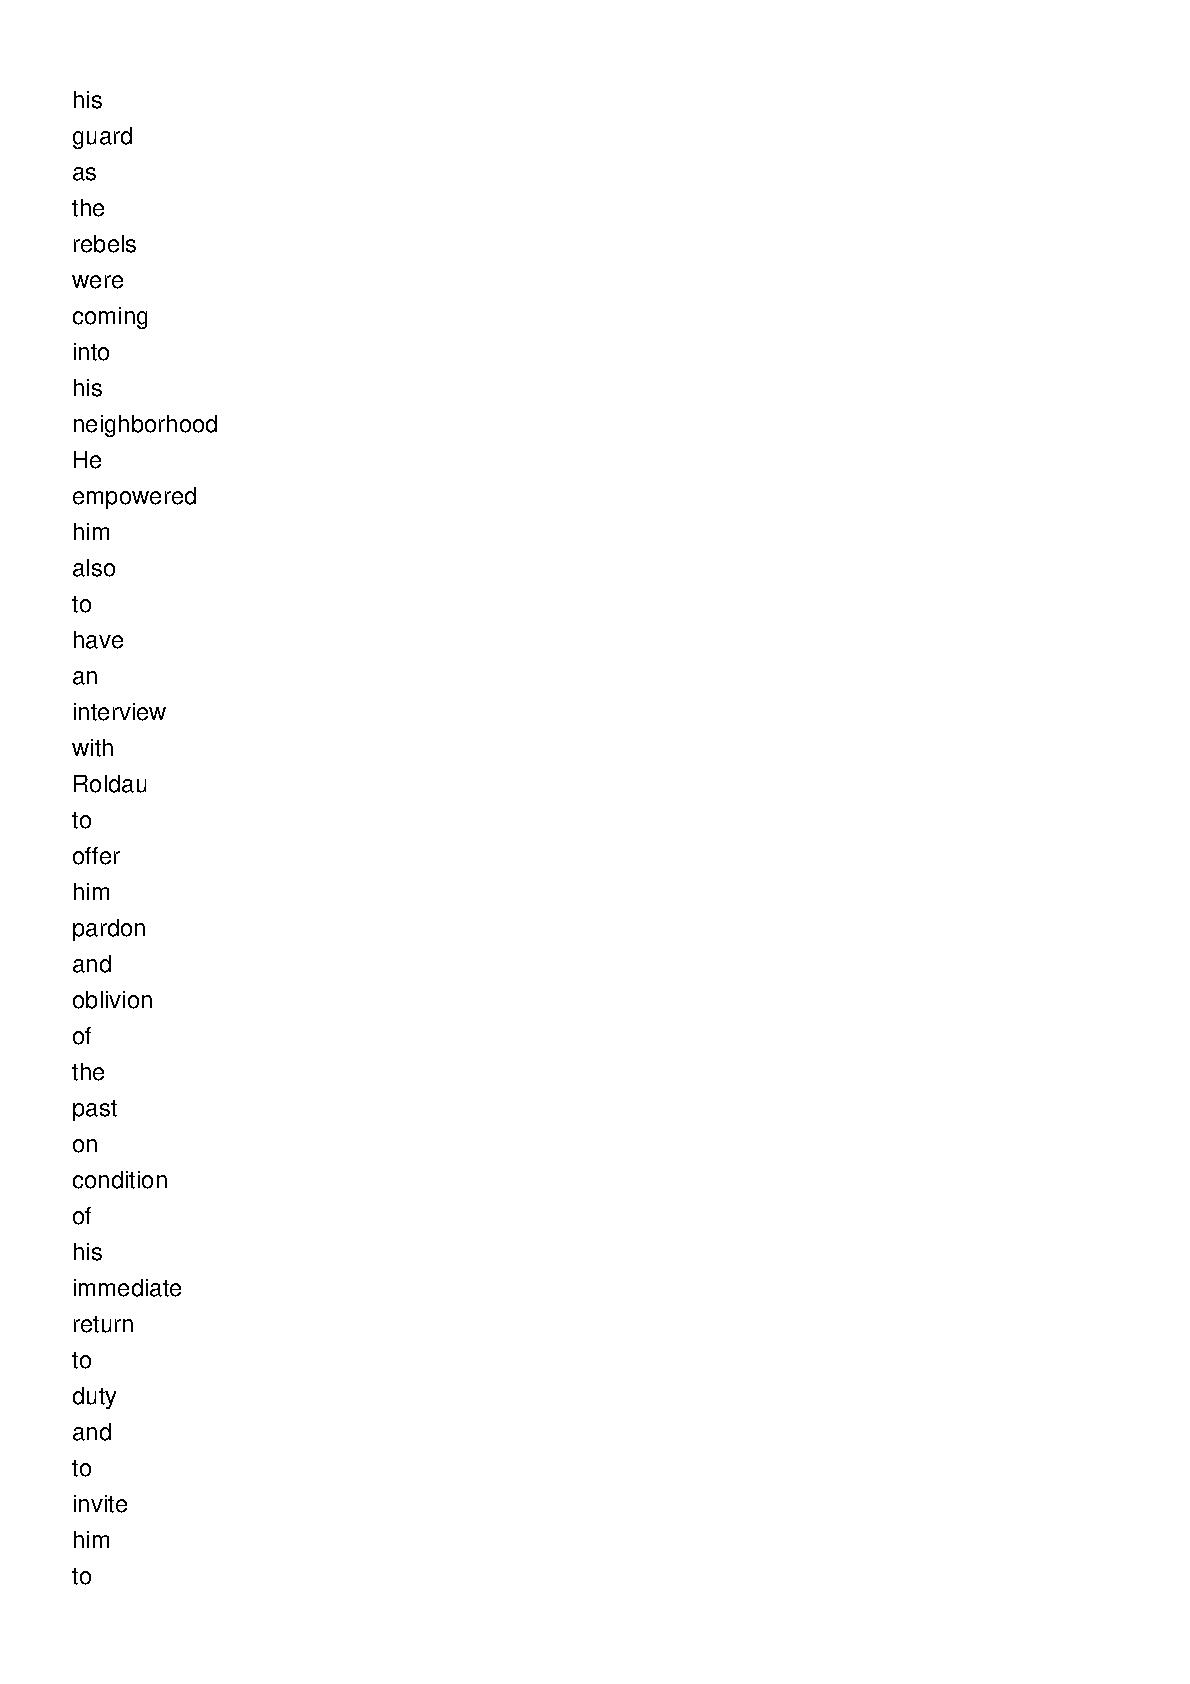 his
guard
as
the
rebels
were
coming
into
his
neighborhood
He
empowered
him
also
to
have
an
interview
with
Roldau
to
offer
him
pardon
and
oblivion
of
the
past
on
condition
of
his
immediate
return
to
duty
and
to
invite
him
to